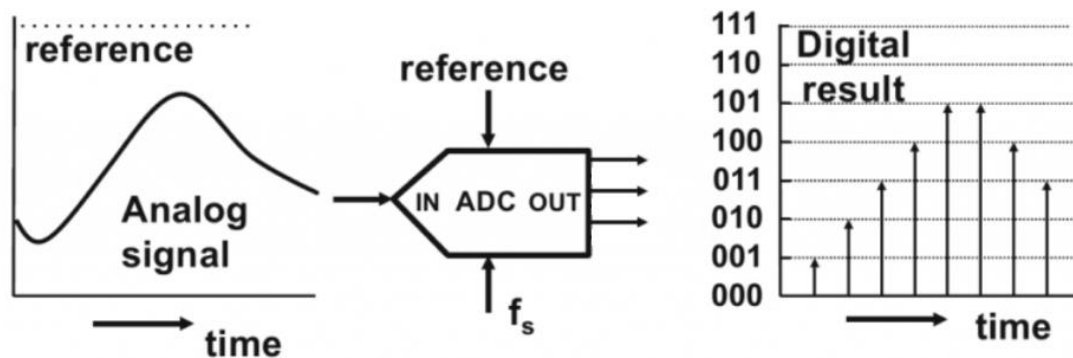 reference
Analog
signal
time
reference
IN ADC OUT
fs
111
110
101
100
011
010
001
000
Digital
result
time